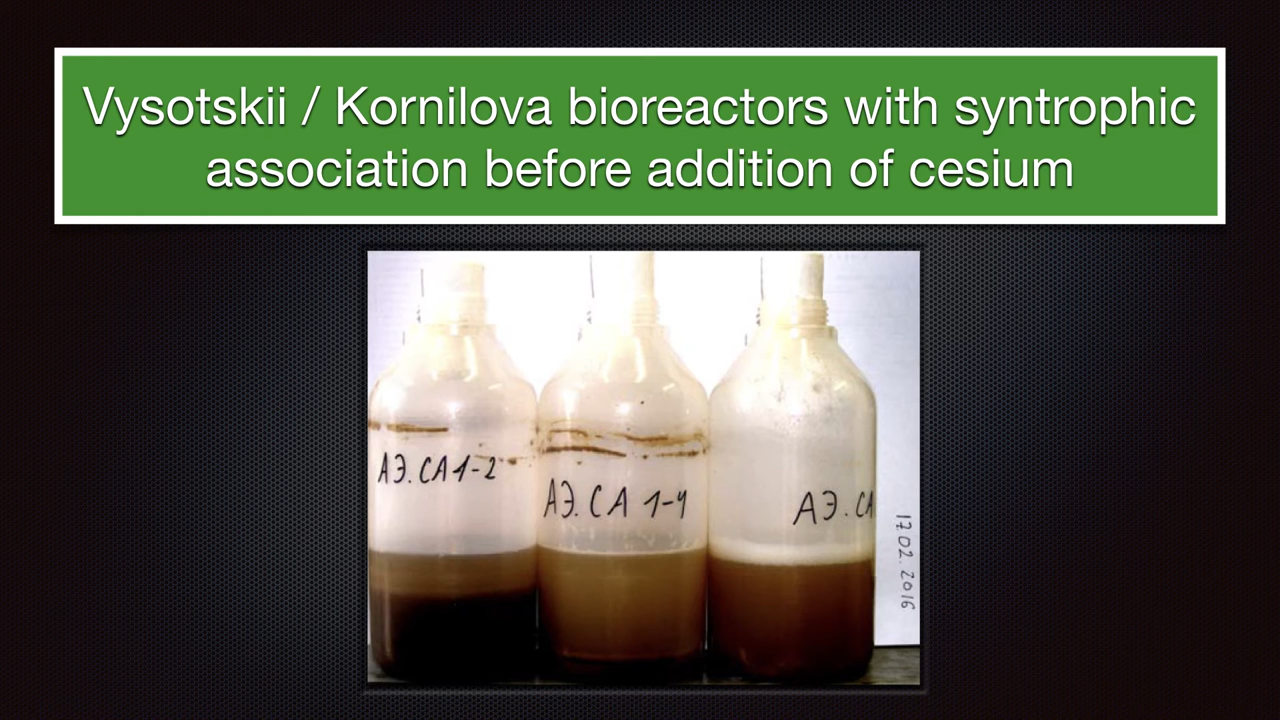 Vysotskii / Kornilova bioreactors with syntrophic
association before addition of cesium
АЭ.СА1-2
АЭ.СА 1-4
АЭ.СА
17.02.2016